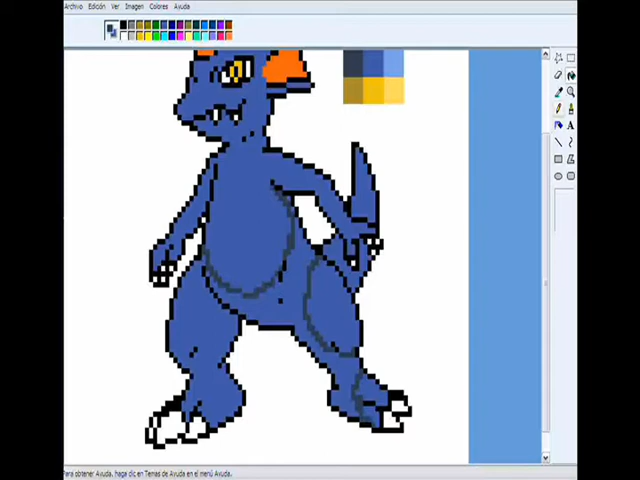 Archivo Edición Ver Imagen Colores Ayuda
A
Para obtener Ayuda, haga clic en Temas de Ayuda en el menú Ayuda.